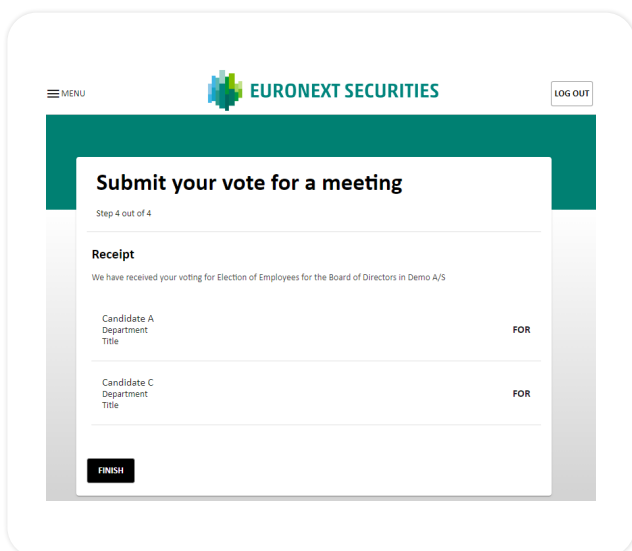 MENU
EURONEXT SECURITIES
LOG OUT
Submit your vote for a meeting
Step 4 out of 4
Receipt
We have received your voting for Election of Employees for the Board of Directors in Demo A/S
Candidate A
Department
Title
FOR
Candidate C
Department
Title
FOR
FINISH